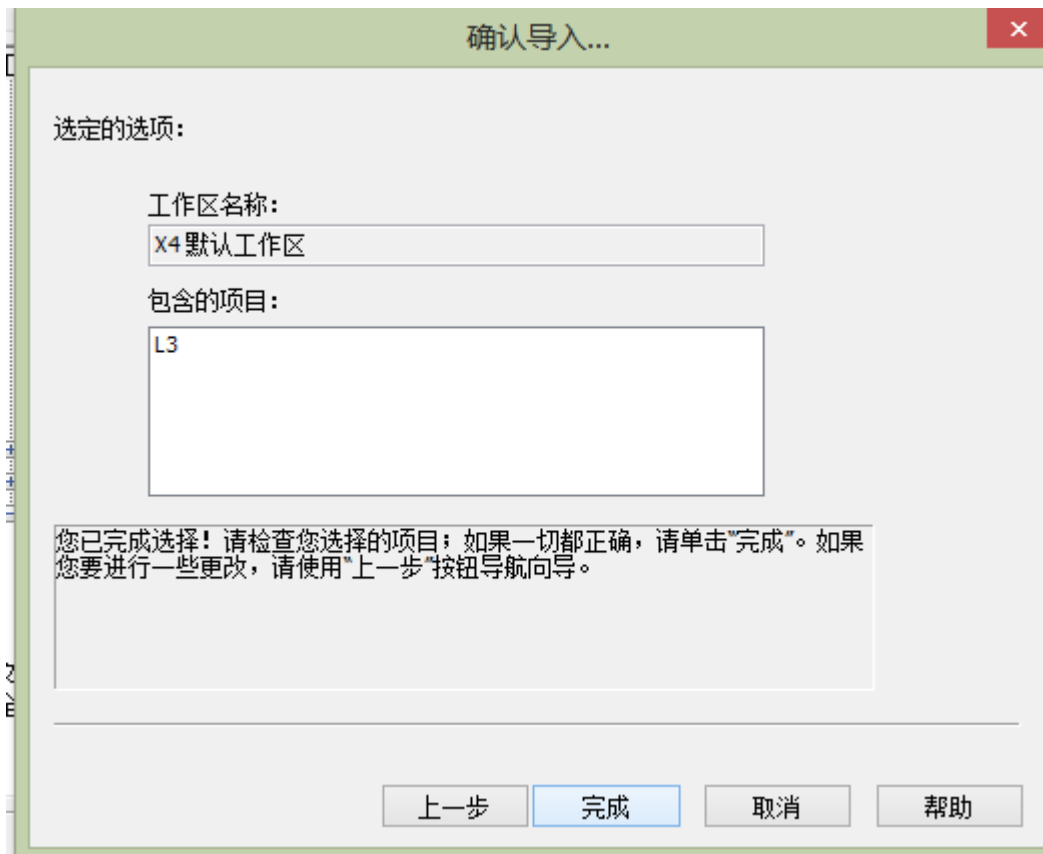 确认导入...
选定的选项:
工作区名称:
X4默认工作区
包含的项目:
L3
您已完成选择！请检查您选择的项目；如果一切都正确，请单击“完成”。如果
您要进行一些更改，请使用“上一步”按钮导航向导。
上一步
完成
取消
帮助